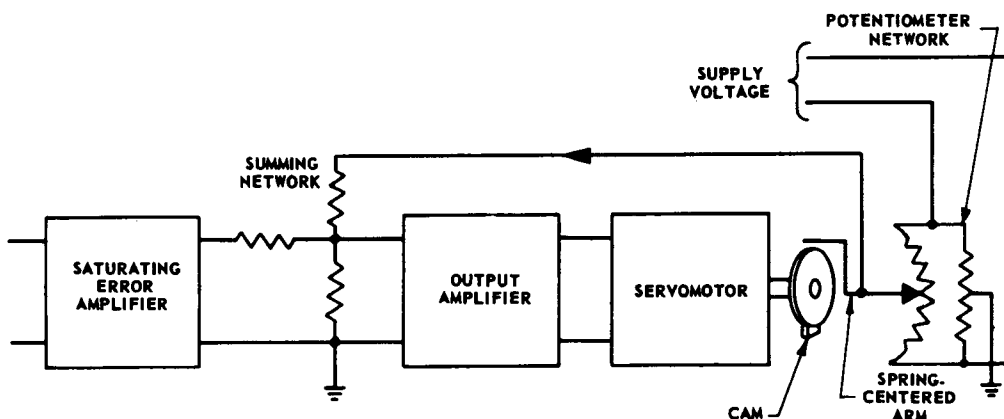 POTENTIOMETER
NETWORK
SUPPLY
VOLTAGE
SUMMING
NETWORK
SATURATING
ERROR
AMPLIFIER
OUTPUT
AMPLIFIER
SERVOMOTOR
CAM
SPRING-
CENTERED
ARM